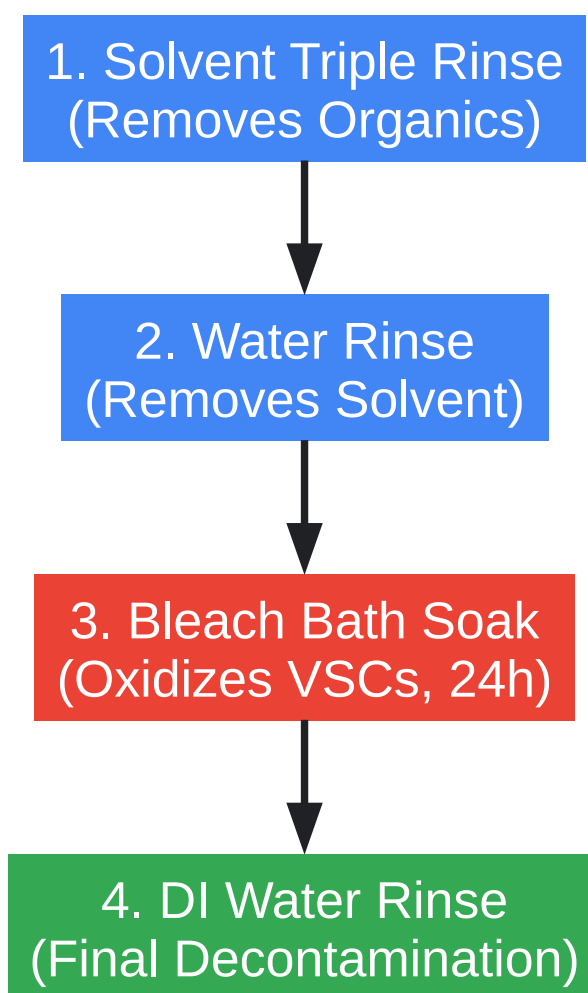 1. Solvent Triple Rinse
(Removes Organics)
2. Water Rinse
(Removes Solvent)
3. Bleach Bath Soak
(Oxidizes VSCs, 24h)
4. DI Water Rinse
(Final Decontamination)